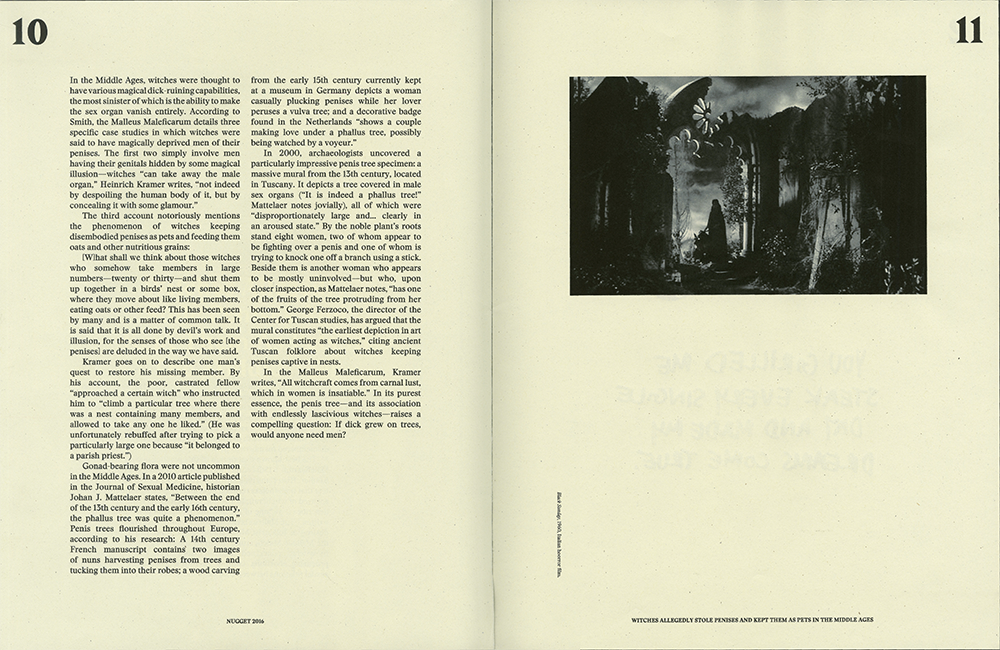 10
In the Middle Ages, witches were thought to
have various magical dick-ruining capabilities,
the most sinister of which is the ability to make
the sex organ vanish entirely. According to
Smith, the Malleus Maleficarum details three
specific case studies in which witches were
said to have magically deprived men of their
penises. The first two simply involve men
having their genitals hidden by some magical
illusion—witches “can take away the male
organ,” Heinrich Kramer writes, “not indeed
by despoiling the human body of it, but by
concealing it with some glamour.”
The third account notoriously mentions
the phenomenon of witches keeping
disembodied penises as pets and feeding them
oats and other nutritious grains:
[W]hat shall we think about those witches
who somehow take members in large
numbers—twenty or thirty—and shut them
up together in a birds’ nest or some box,
where they move about like living members,
eating oats or other feed? This has been seen
by many and is a matter of common talk. It
is said that it is all done by devil’s work and
illusion, for the senses of those who see [the
penises] are deluded in the way we have said.
Kramer goes on to describe one man’s
quest to restore his missing member. By
his account, the poor, castrated fellow
“approached a certain witch” who instructed
him to “climb a particular tree where there
was a nest containing many members, and
allowed to take any one he liked.” (He was
unfortunately rebuffed after trying to pick a
particularly large one because “it belonged to
a parish priest.”)
Gonad-bearing flora were not uncommon
in the Middle Ages. In a 2010 article published
in the Journal of Sexual Medicine, historian
Johan J. Mattelaer states, “Between the end
of the 13th century and the early 16th century,
the phallus tree was quite a phenomenon.”
Penis trees flourished throughout Europe,
according to his research: A 14th century
French manuscript contains two images
of nuns harvesting penises from trees and
tucking them into their robes; a wood carving
from the early 15th century currently kept
at a museum in Germany depicts a woman
casually plucking penises while her lover
peruses a vulva tree; and a decorative badge
found in the Netherlands “shows a couple
making love under a phallus tree, possibly
being watched by a voyeur.”
In 2000, archaeologists uncovered a
particularly impressive penis tree specimen: a
massive mural from the 13th century, located
in Tuscany. It depicts a tree covered in male
sex organs (“It is indeed a phallus tree!”
Mattelaer notes jovially), all of which were
“disproportionately large and... clearly in
an aroused state.” By the noble plant’s roots
stand eight women, two of whom appear to
be fighting over a penis and one of whom is
trying to knock one off a branch using a stick.
Beside them is another woman who appears
to be mostly uninvolved—but who, upon
closer inspection, as Mattelaer notes, “has one
of the fruits of the tree protruding from her
bottom.” George Ferzoco, the director of the
Center for Tuscan studies, has argued that the
mural constitutes “the earliest depiction in art
of women acting as witches,” citing ancient
Tuscan folklore about witches keeping
penises captive in nests.
In the Malleus Maleficarum, Kramer
writes, “All witchcraft comes from carnal lust,
which in women is insatiable.” In its purest
essence, the penis tree—and its association
with endlessly lascivious witches—raises a
compelling question: If dick grew on trees,
would anyone need men?
NUGGET 2016
11
Black Sunday, 1960, Italian horror film.
WITCHES ALLEGEDLY STOLE PENISES AND KEPT THEM AS PETS IN THE MIDDLE AGES